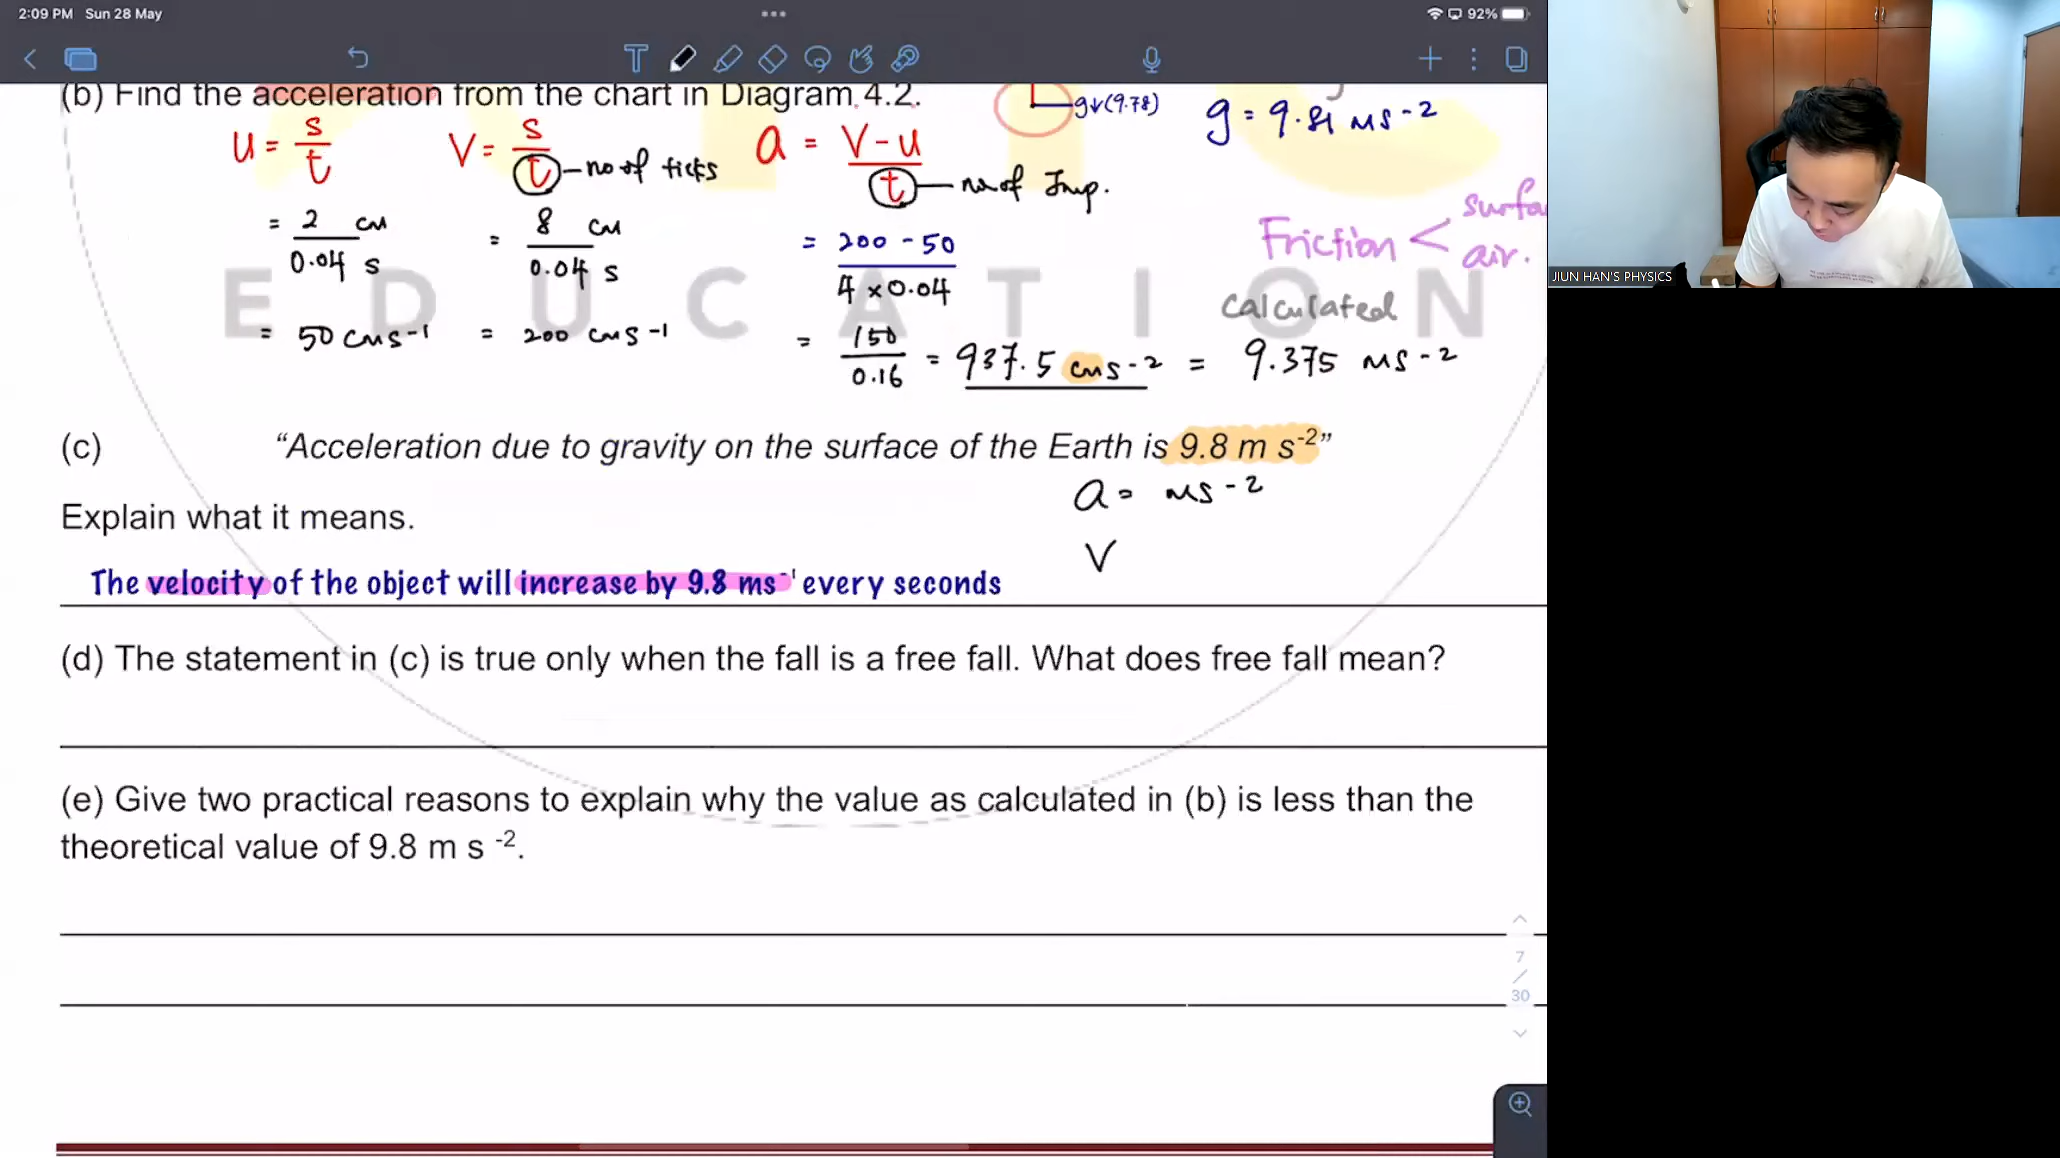 2:09 PM Sun 28 May
92%
(b) Find the acceleration from the chart in Diagram 4.2.
g↓(9.78)
g = 9.81 ms-2
u = s/t
v = s/t - no of ticks
a = v-u/t - no of Imp.
= 2 cm/0.04 s
= 8 cm/0.04 s
= 200 - 50/4 x 0.04
Friction < air.
EDUCATION
calculated
= 50 cms-1
= 200 cms-1
= 150/0.16 = 937.5 cms-2 = 9.375 ms-2
(c) “Acceleration due to gravity on the surface of the Earth is 9.8 m s-2”
a = ms-2
Explain what it means.
V
The velocity of the object will increase by 9.8 ms-1 every seconds
(d) The statement in (c) is true only when the fall is a free fall. What does free fall mean?
(e) Give two practical reasons to explain why the value as calculated in (b) is less than the
theoretical value of 9.8 m s -2.
7
/
30
JIUN HAN'S PHYSICS